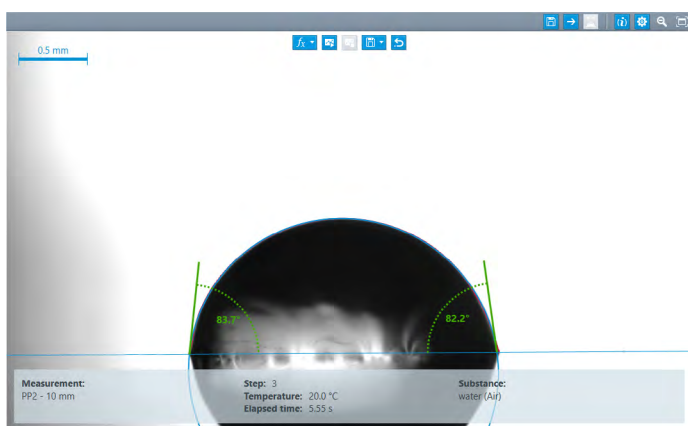 0.5 mm
83.7°
82.2°
Measurement:
PP2 - 10 mm
Step: 3
Temperature: 20.0 °C
Elapsed time: 5.55 s
Substance:
water (Air)